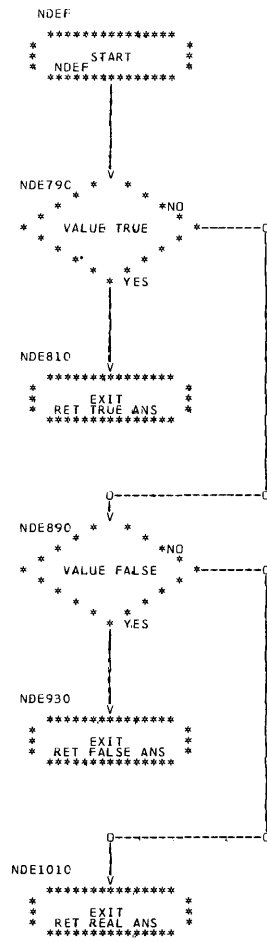 NDEF
START
NDEF
NDE790
NO
VALUE TRUE
YES
NDE810
EXIT
RET TRUE ANS
NDE890
NO
VALUE FALSE
YES
NDE930
EXIT
RET FALSE ANS
NDE1010
EXIT
RET REAL ANS